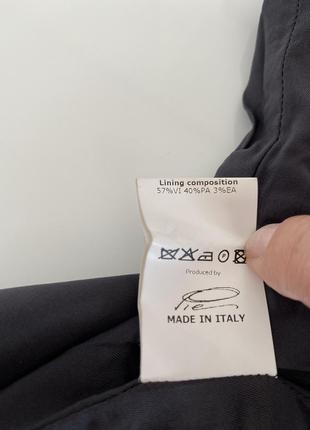 Lining composition
57%VI 40%PA 3%EA
Produced by
MADE IN ITALY